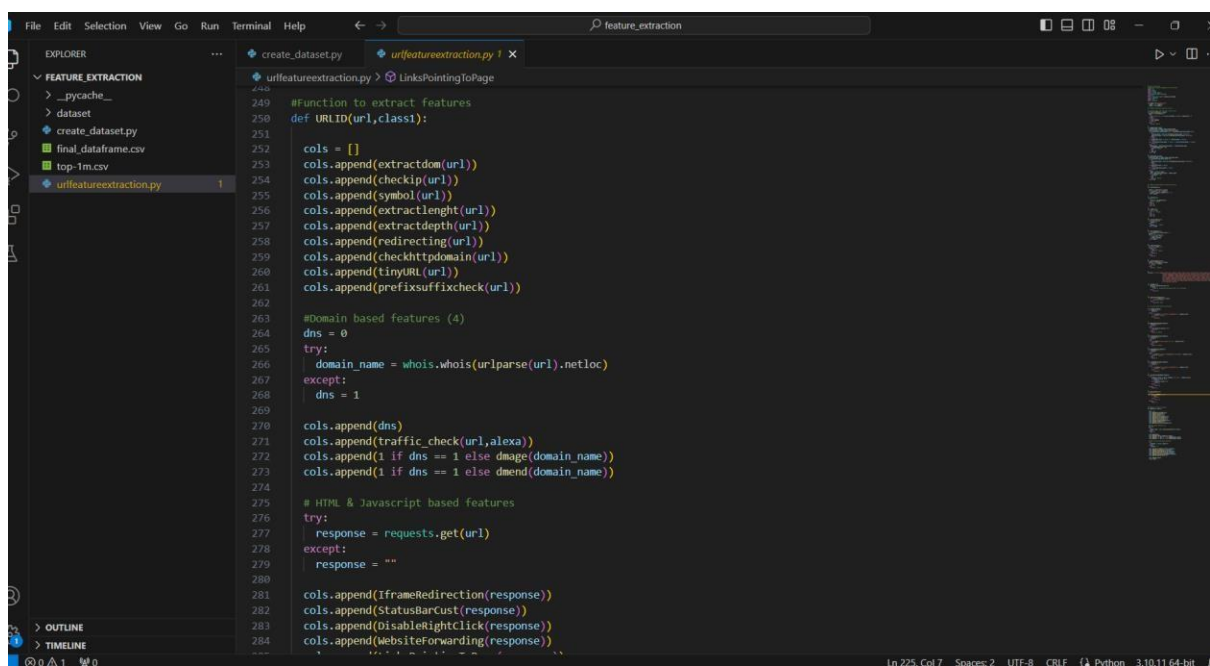 File Edit Selection View Go Run Terminal Help
feature_extraction
EXPLORER
create_dataset.py
urlfeatureextraction.py 1
FEATURE_EXTRACTION
urlfeatureextraction.py > LinksPointingToPage
__pycache__
dataset
create_dataset.py
final_dataframe.csv
top-1m.csv
urlfeatureextraction.py 1
248
249 #Function to extract features
250 def URLID(url,class1):
251
252 cols = []
253 cols.append(extractdom(url))
254 cols.append(checkip(url))
255 cols.append(symbol(url))
256 cols.append(extractlenght(url))
257 cols.append(extractdepth(url))
258 cols.append(redirecting(url))
259 cols.append(checkhttpdomain(url))
260 cols.append(tinyURL(url))
261 cols.append(prefixsuffixcheck(url))
262
263 #Domain based features (4)
264 dns = 0
265 try:
266 domain_name = whois.whois(urlparse(url).netloc)
267 except:
268 dns = 1
269
270 cols.append(dns)
271 cols.append(traffic_check(url,alexa))
272 cols.append(1 if dns == 1 else dmage(domain_name))
273 cols.append(1 if dns == 1 else dmend(domain_name))
274
275 # HTML & Javascript based features
276 try:
277 response = requests.get(url)
278 except:
279 response = ""
280
281 cols.append(IframeRedirection(response))
282 cols.append(StatusBarCust(response))
283 cols.append(DisableRightClick(response))
284 cols.append(WebsiteForwarding(response))
OUTLINE
TIMELINE
0 1 0
Ln 225, Col 7 Spaces: 2 UTF-8 CRLF Python 3.10.11 64-bit